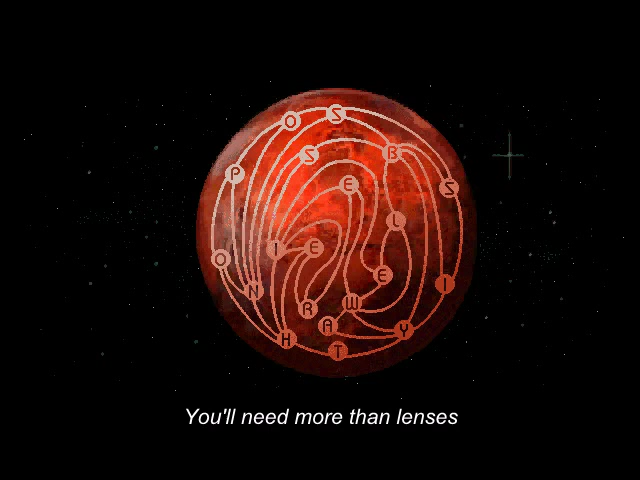 O S
S B
P E S
L
O I E
E
N I
R W
A Y
H T
You'll need more than lenses